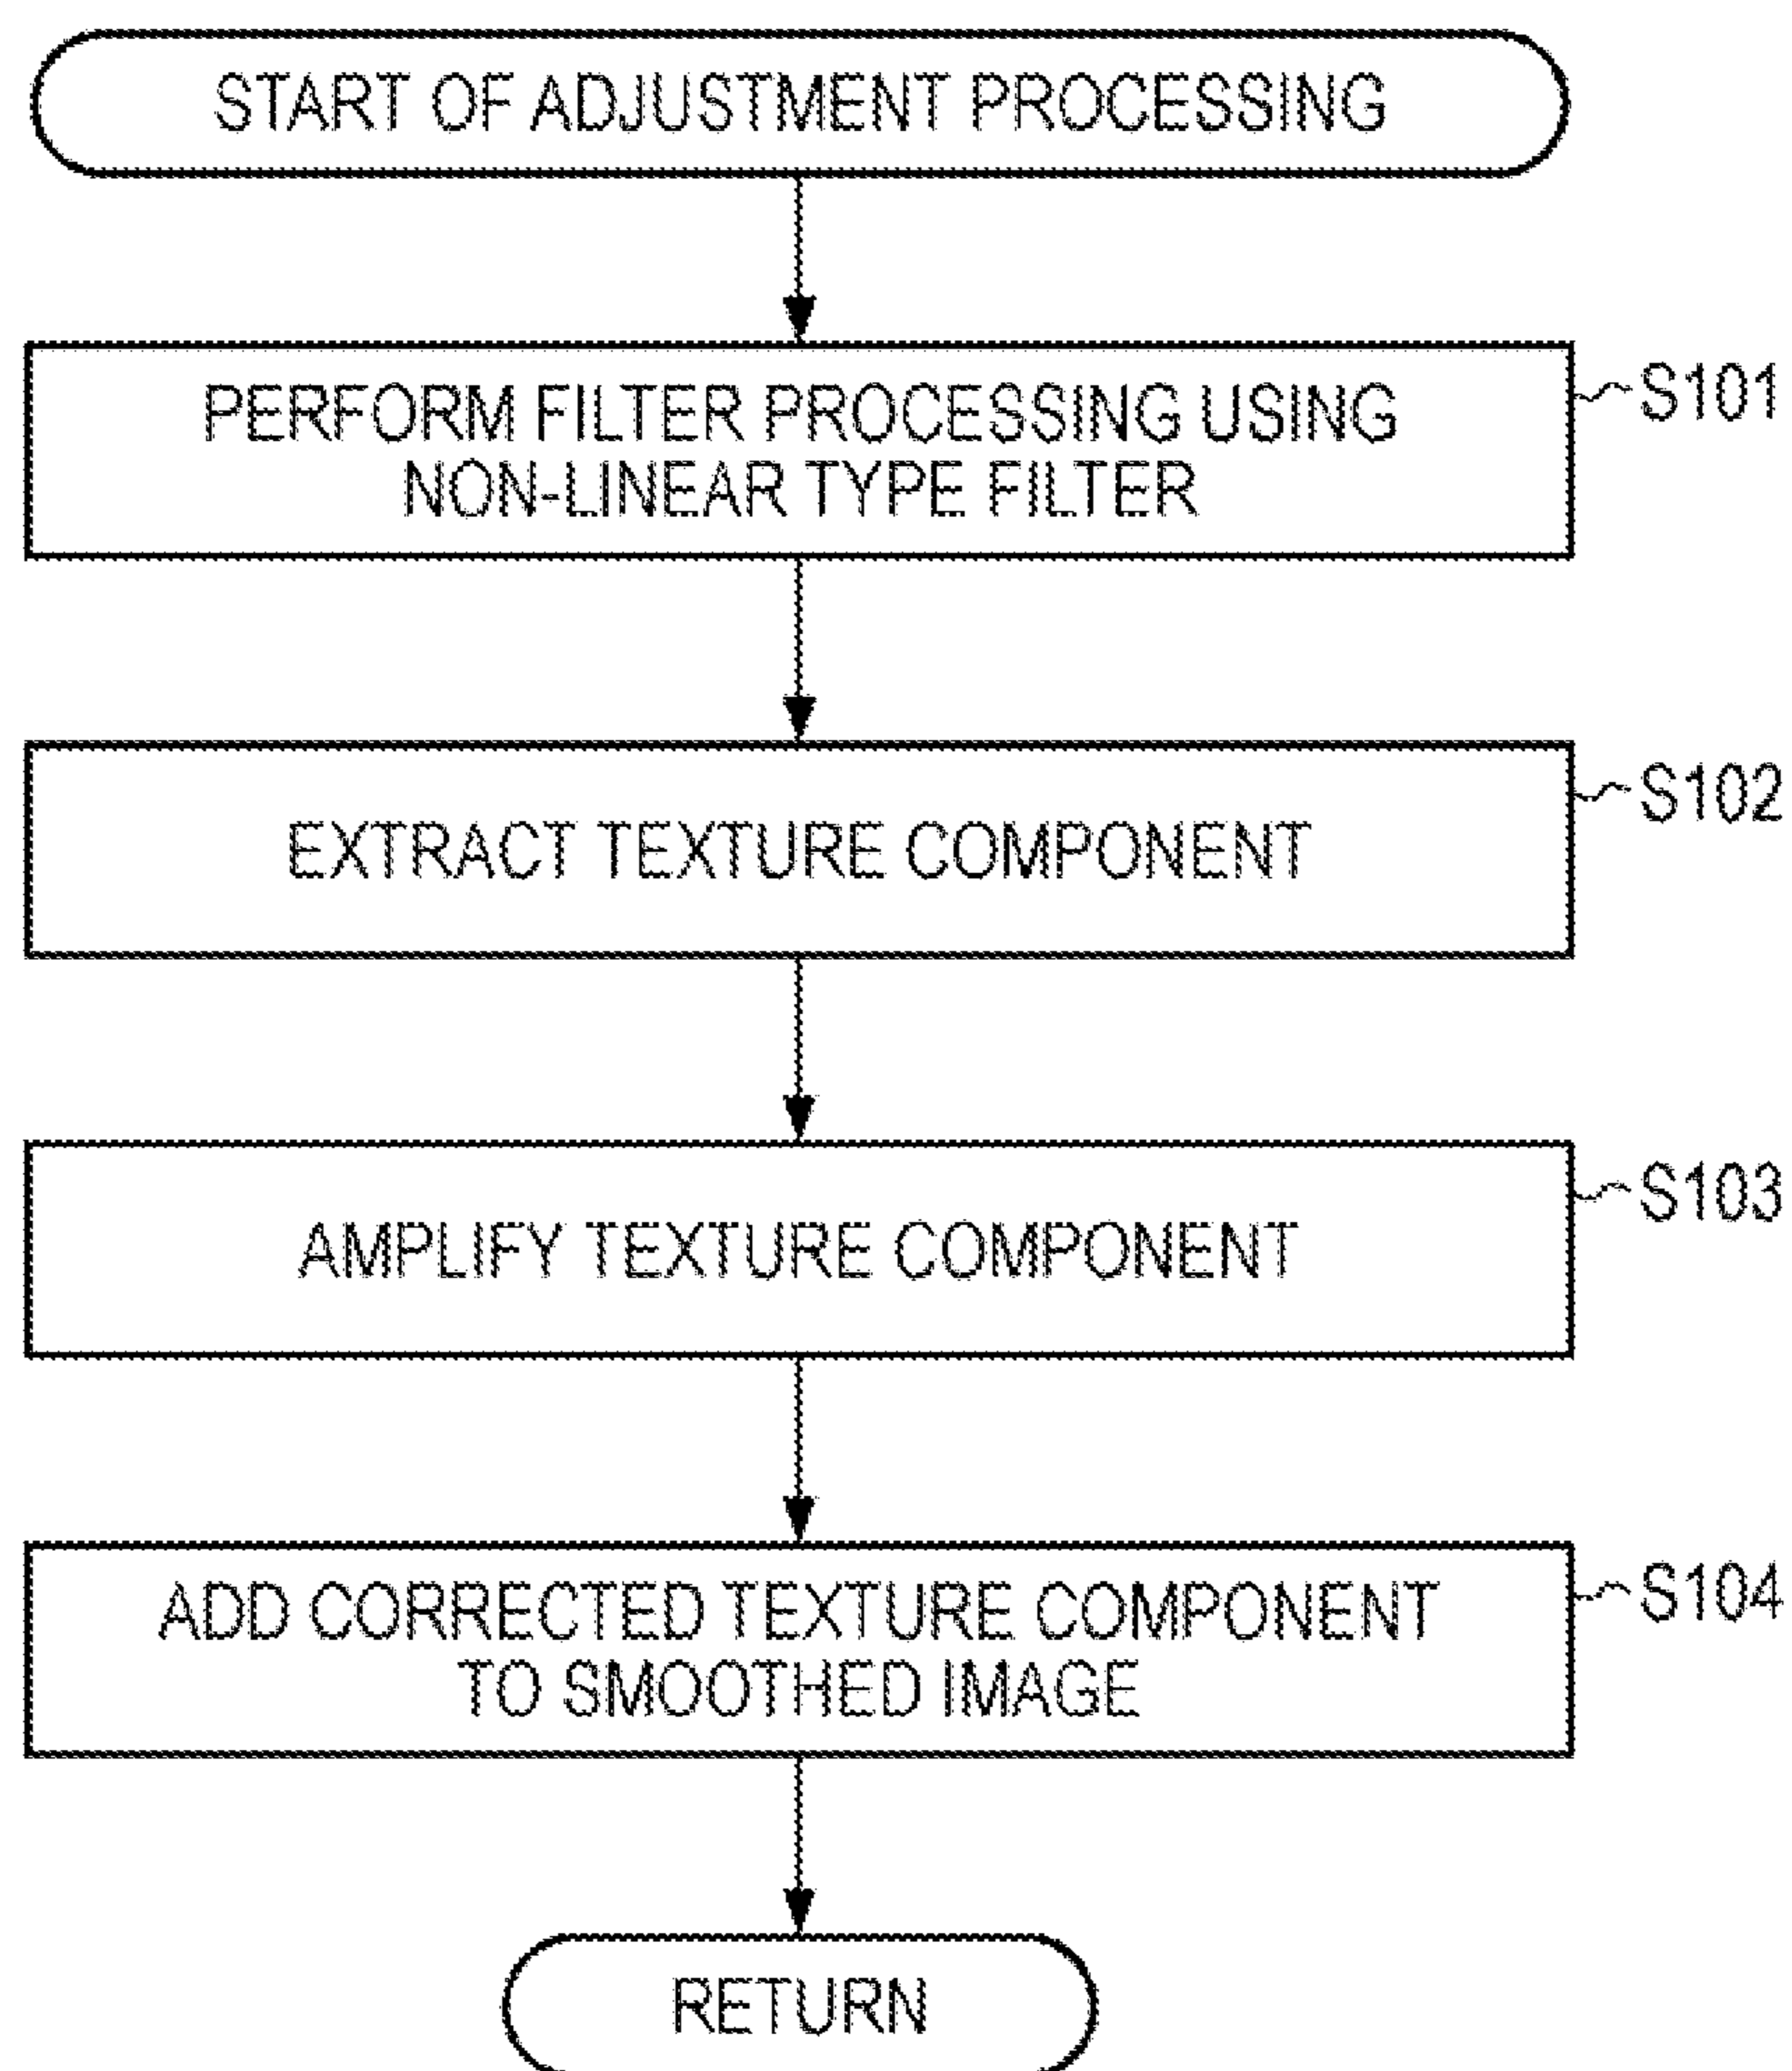 START OF ADJUSTMENT PROCESSING
PERFORM FILTER PROCESSING USING
NON-LINEAR TYPE FILTER
S101
EXTRACT TEXTURE COMPONENT
S102
AMPLIFY TEXTURE COMPONENT
S103
ADD CORRECTED TEXTURE COMPONENT
TO SMOOTHED IMAGE
S104
RETURN